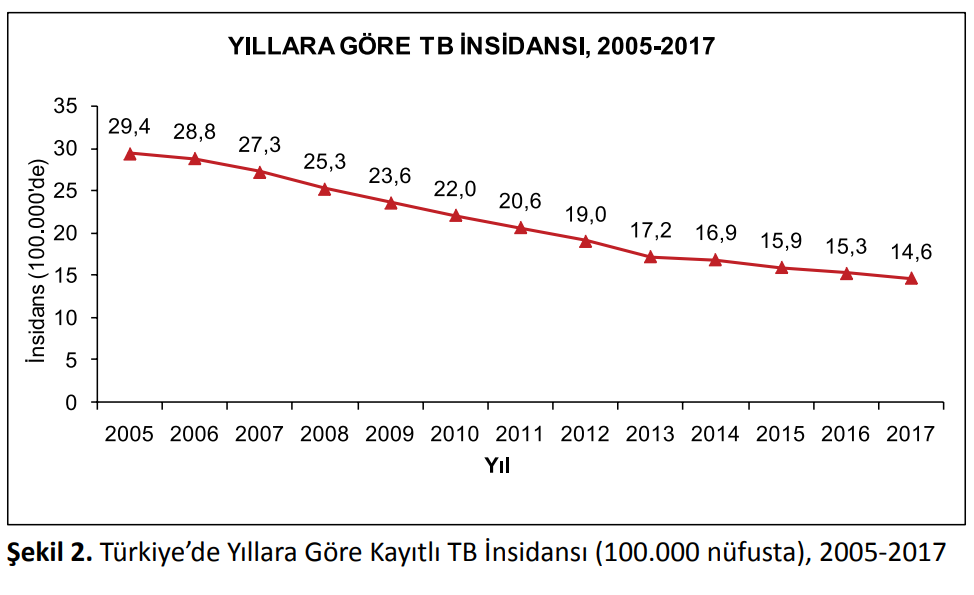 YILLARA GÖRE TB İNSİDANSI, 2005-2017
İnsidans (100.000'de)
35
30
25
20
15
10
5
0
29,4 28,8 27,3 25,3 23,6 22,0 20,6 19,0 17,2 16,9 15,9 15,3 14,6
2005 2006 2007 2008 2009 2010 2011 2012 2013 2014 2015 2016 2017
Yıl
Şekil 2. Türkiye’de Yıllara Göre Kayıtlı TB İnsidansı (100.000 nüfusta), 2005-2017